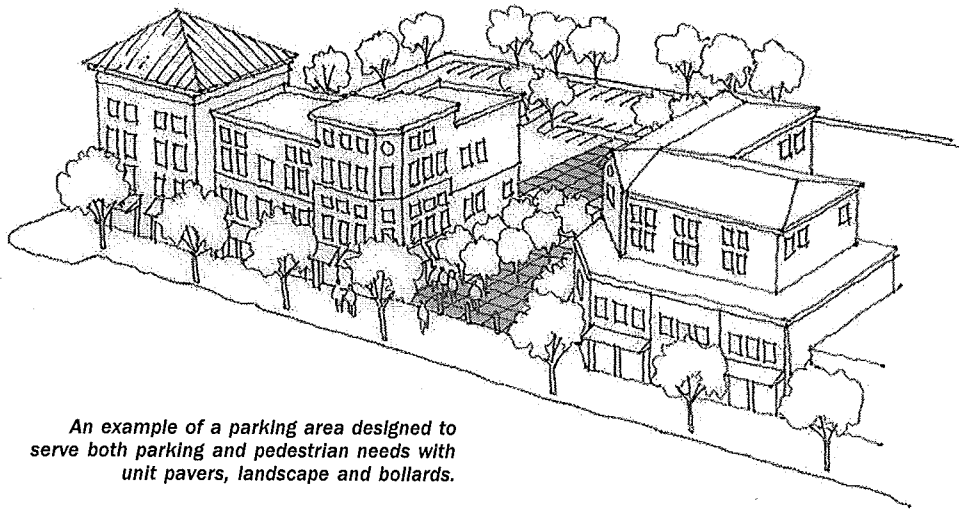 An example of a parking area designed to
serve both parking and pedestrian needs with
unit pavers, landscape and bollards.